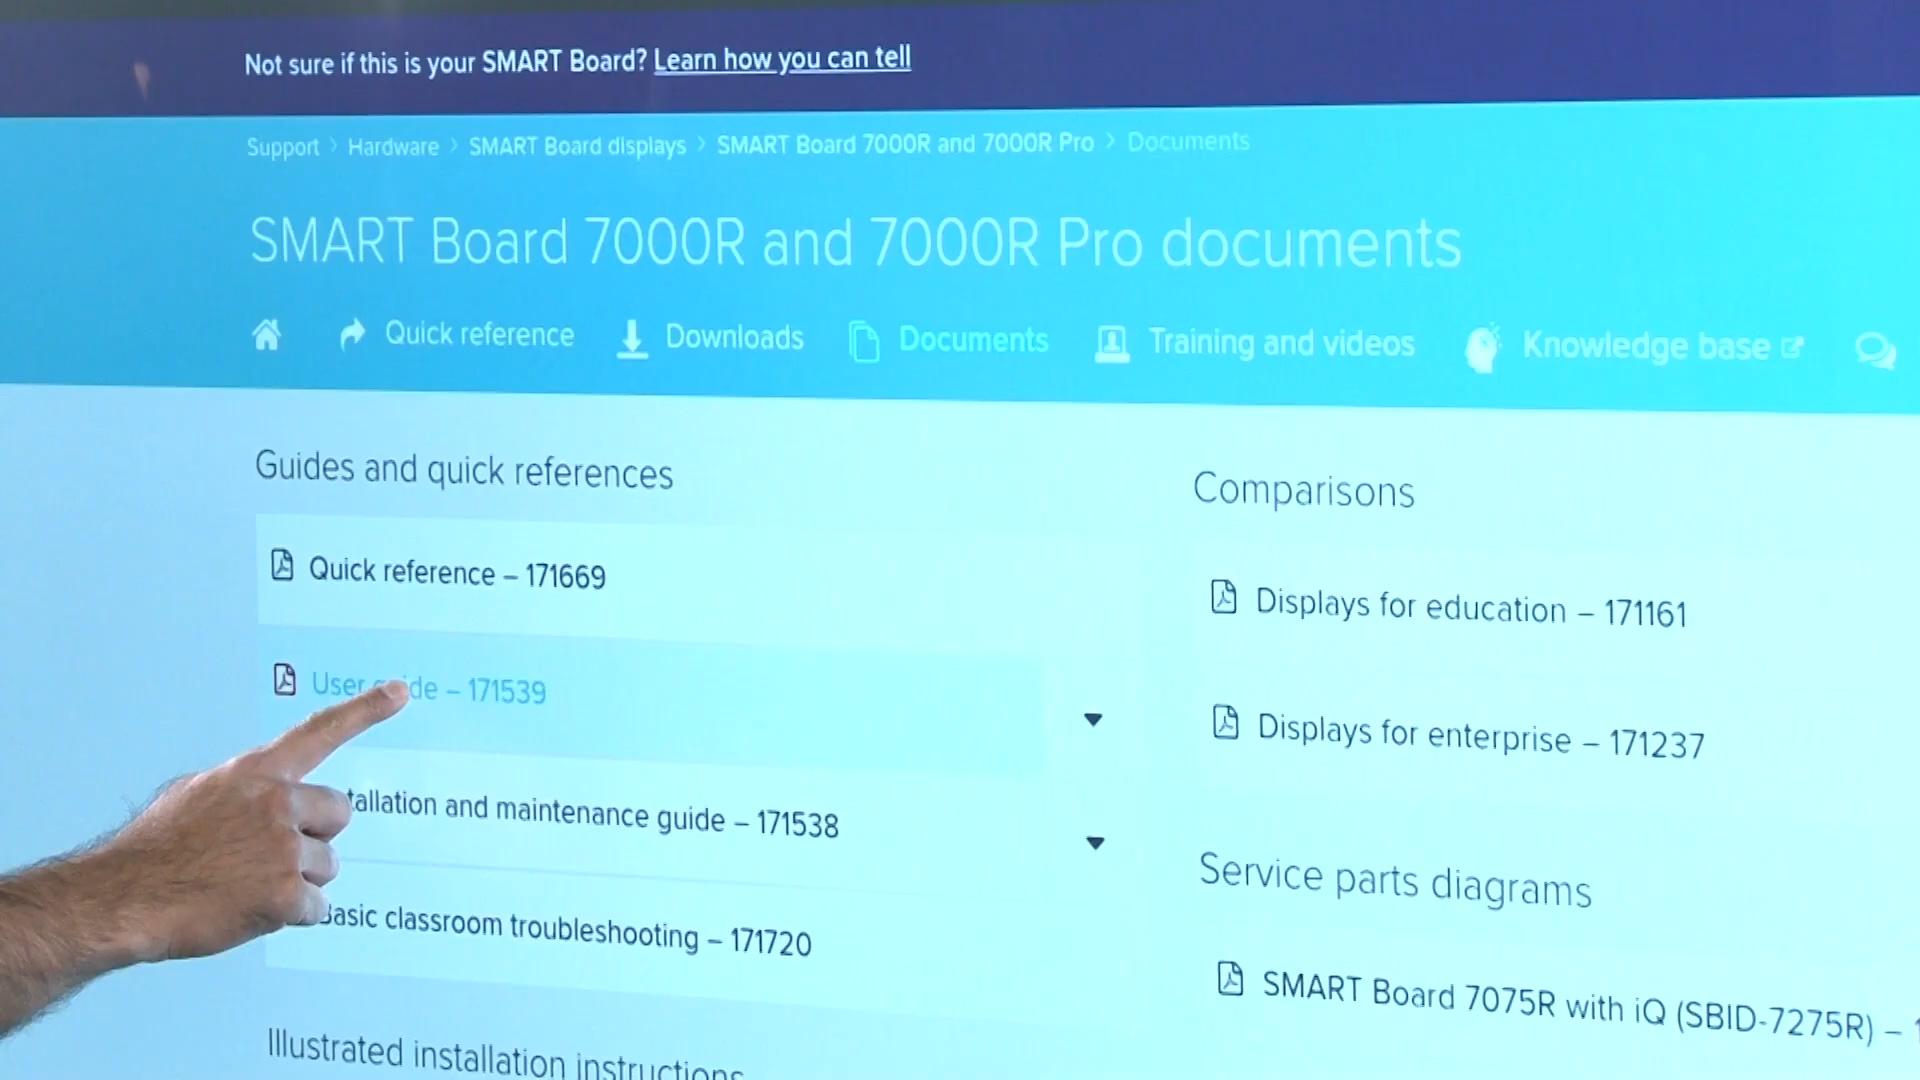 Not sure if this is your SMART Board? Learn how you can tell
Support > Hardware > SMART Board displays > SMART Board 7000R and 7000R Pro > Documents
SMART Board 7000R and 7000R Pro documents
Quick reference Downloads Documents Training and videos Knowledge base
Guides and quick references
Quick reference – 171669
User – 171539
and maintenance guide – 171538
Basic classroom troubleshooting – 171720
Illustrated installation instructions
Comparisons
Displays for education – 171161
Displays for enterprise – 171237
Service parts diagrams
SMART Board 7075R with iQ (SBID-7275R) –